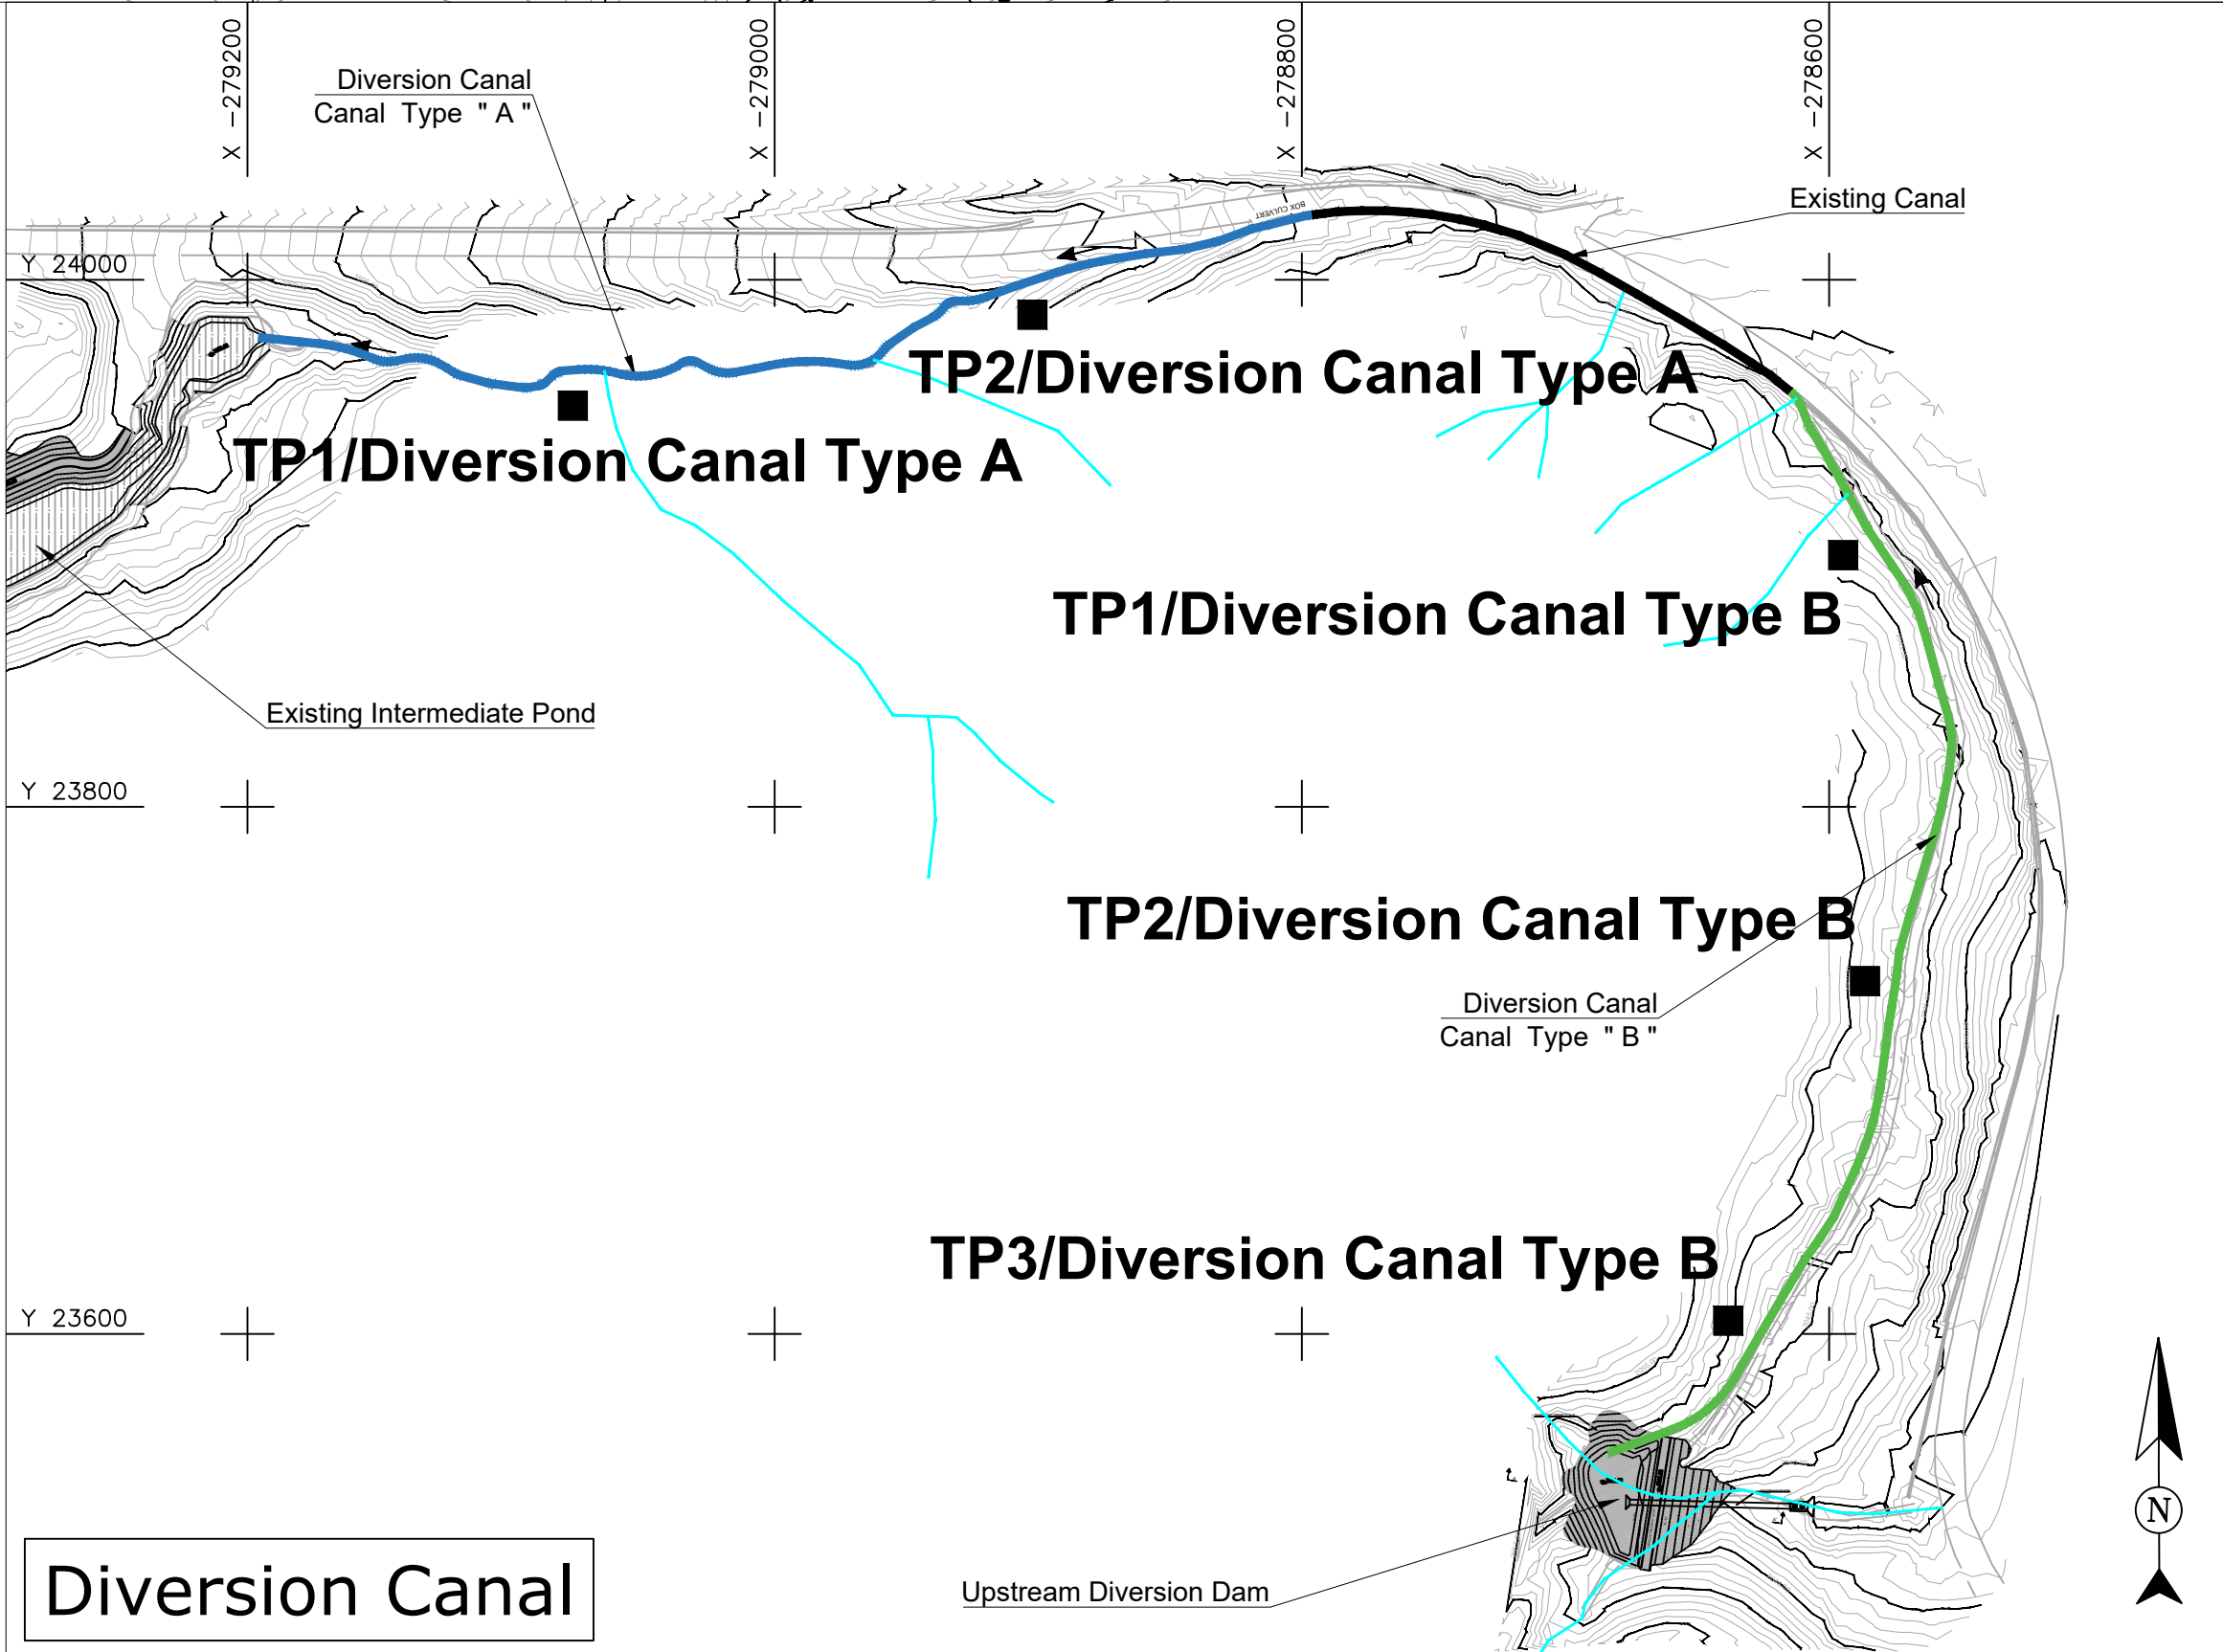 X -279200
X -279000
X -278800
X -278600
Diversion Canal
Canal Type " A "
Existing Canal
BOX CULVERT
Y 24000
TP2/Diversion Canal Type A
TP1/Diversion Canal Type A
TP1/Diversion Canal Type B
Existing Intermediate Pond
Y 23800
TP2/Diversion Canal Type B
Diversion Canal
Canal Type " B "
TP3/Diversion Canal Type B
Y 23600
N
Upstream Diversion Dam
Diversion Canal